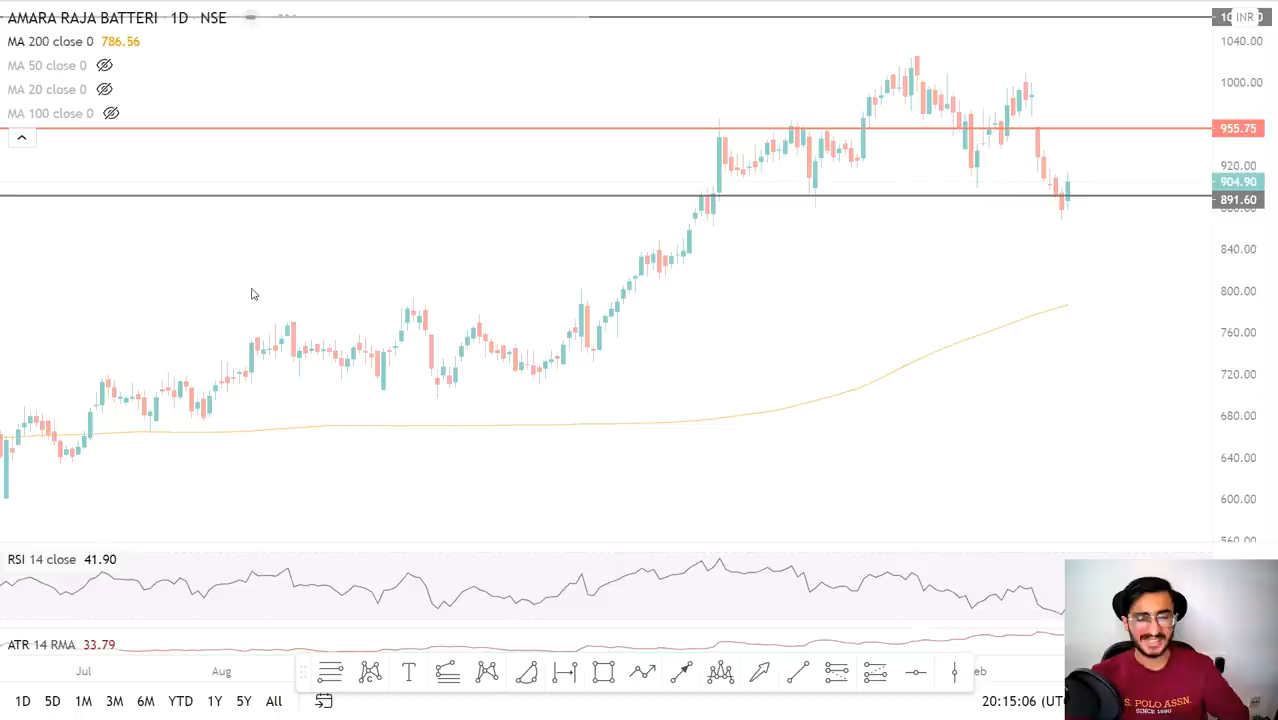 AMARA RAJA BATTERI · 1D · NSE
INR
MA 200 close 0 786.56
1040.00
MA 50 close 0
MA 20 close 0
1000.00
MA 100 close 0
955.75
920.00
904.90
891.60
840.00
800.00
760.00
720.00
680.00
640.00
600.00
560.00
RSI 14 close 41.90
ATR 14 RMA 33.79
Jul Aug
1D 5D 1M 3M 6M YTD 1Y 5Y All 20:15:06
U.S. POLO ASSN.
SINCE 1890